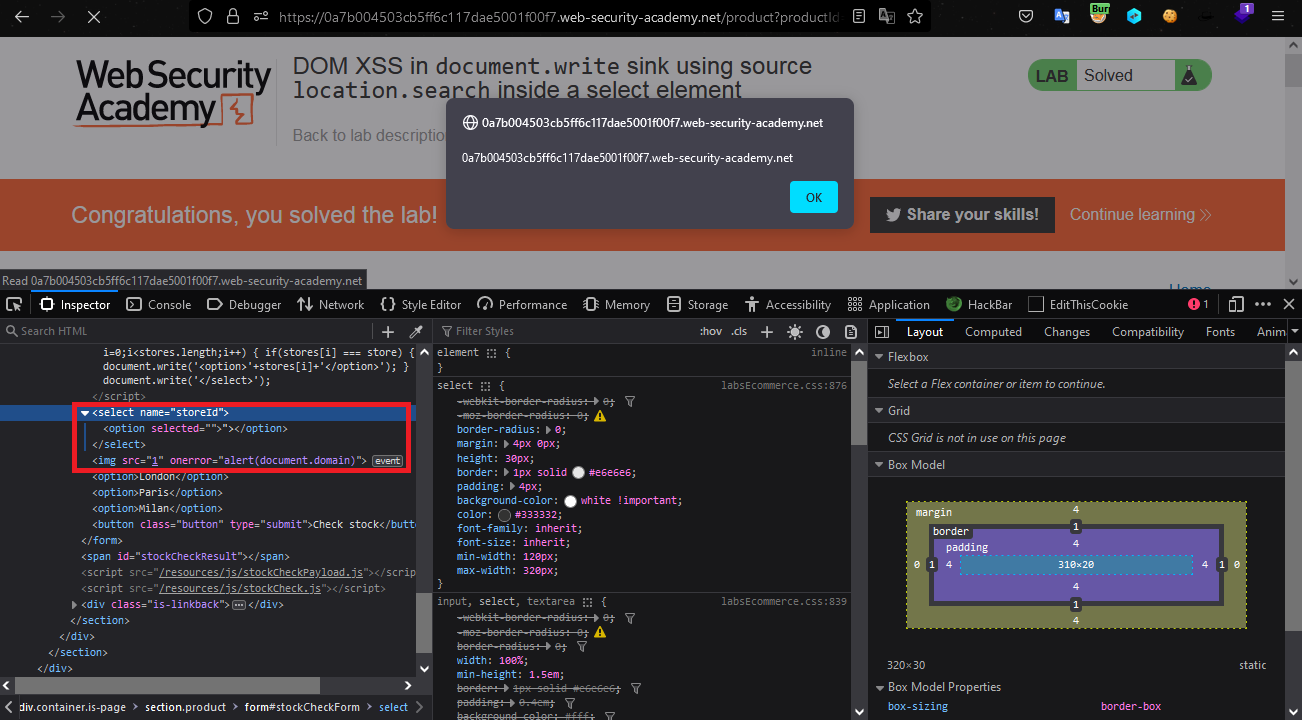 https://0a7b004503cb5ff6c117dae5001f00f7.web-security-academy.net/product?productId
Bur
1
Web Security
Academy
DOM XSS in document.write sink using source
location.search inside a select element
Back to lab description
LAB Solved
0a7b004503cb5ff6c117dae5001f00f7.web-security-academy.net
0a7b004503cb5ff6c117dae5001f00f7.web-security-academy.net
OK
Congratulations, you solved the lab!
Share your skills!
Continue learning
Home
Read 0a7b004503cb5ff6c117dae5001f00f7.web-security-academy.net
Inspector Console Debugger Network Style Editor Performance Memory Storage Accessibility Application HackBar EditThisCookie 1
Search HTML
i=0;i<stores.length;i++) { if(stores[i] === store) {
document.write('<option>'+stores[i]+'</option>'); }
document.write('</select>');
</script>
<select name="storeId">
<option selected="">"></option>
</select>
<img src="1" onerror="alert(document.domain)"> event
<option>London</option>
<option>Paris</option>
<option>Milan</option>
<button class="button" type="submit">Check stock</butto
</form>
<span id="stockCheckResult"></span>
<script src="/resources/js/stockCheckPayload.js"></scrip
<script src="/resources/js/stockCheck.js"></script>
<div class="is-linkback"></div>
</section>
</div>
</section>
</div>
div.container.is-page section.product form#stockCheckForm select
Filter Styles :hov .cls
element {
inline
}
select {
labsEcommerce.css:876
-webkit-border-radius: 0;
-moz-border-radius: 0;
border-radius: 0;
margin: 4px 0px;
height: 30px;
border: 1px solid #e6e6e6;
padding: 4px;
background-color: white !important;
color: #333332;
font-family: inherit;
font-size: inherit;
min-width: 120px;
max-width: 320px;
}
input, select, textarea {
labsEcommerce.css:839
-webkit-border-radius: 0;
-moz-border-radius: 0;
border-radius: 0;
width: 100%;
min-height: 1.5em;
border: 1px solid #e6e6e6;
padding: 0.4em;
background-color: #fff;
Layout Computed Changes Compatibility Fonts Anim
Flexbox
Select a Flex container or item to continue.
Grid
CSS Grid is not in use on this page
Box Model
margin 4
border 1
padding 4
0 1 4 310×20 4 1 0
4
1
4
320×30 static
Box Model Properties
box-sizing border-box